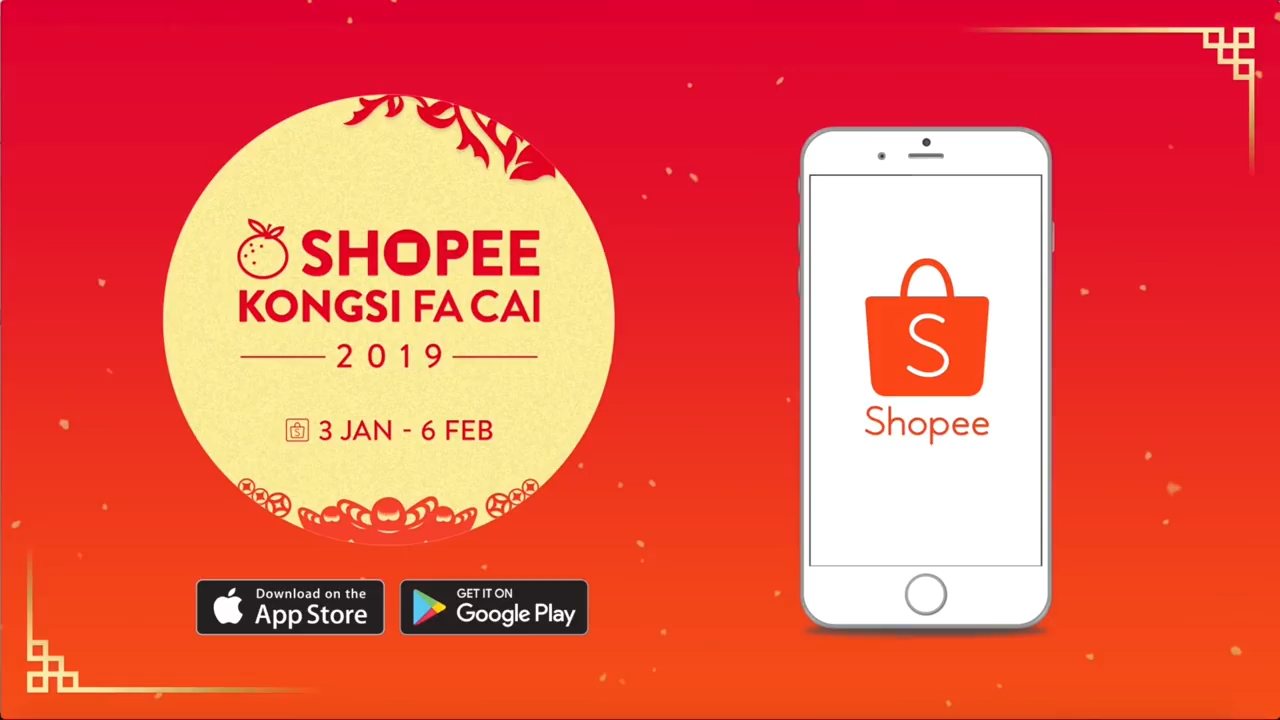 SHOPEE
KONGSI FA CAI
2019
3 JAN - 6 FEB
Download on the
App Store
GET IT ON
Google Play
S
Shopee